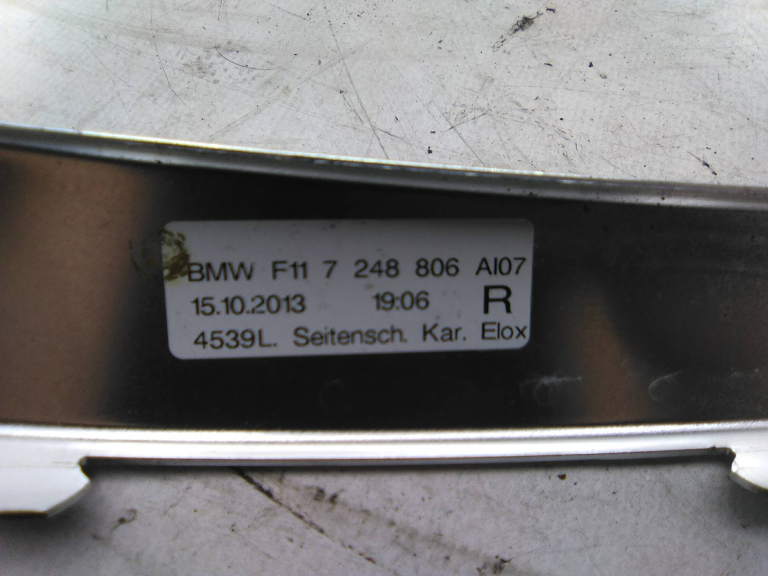 BMW F11 7 248 806 AI07
15.10.2013 19:06 R
4539L. Seitensch. Kar. Elox